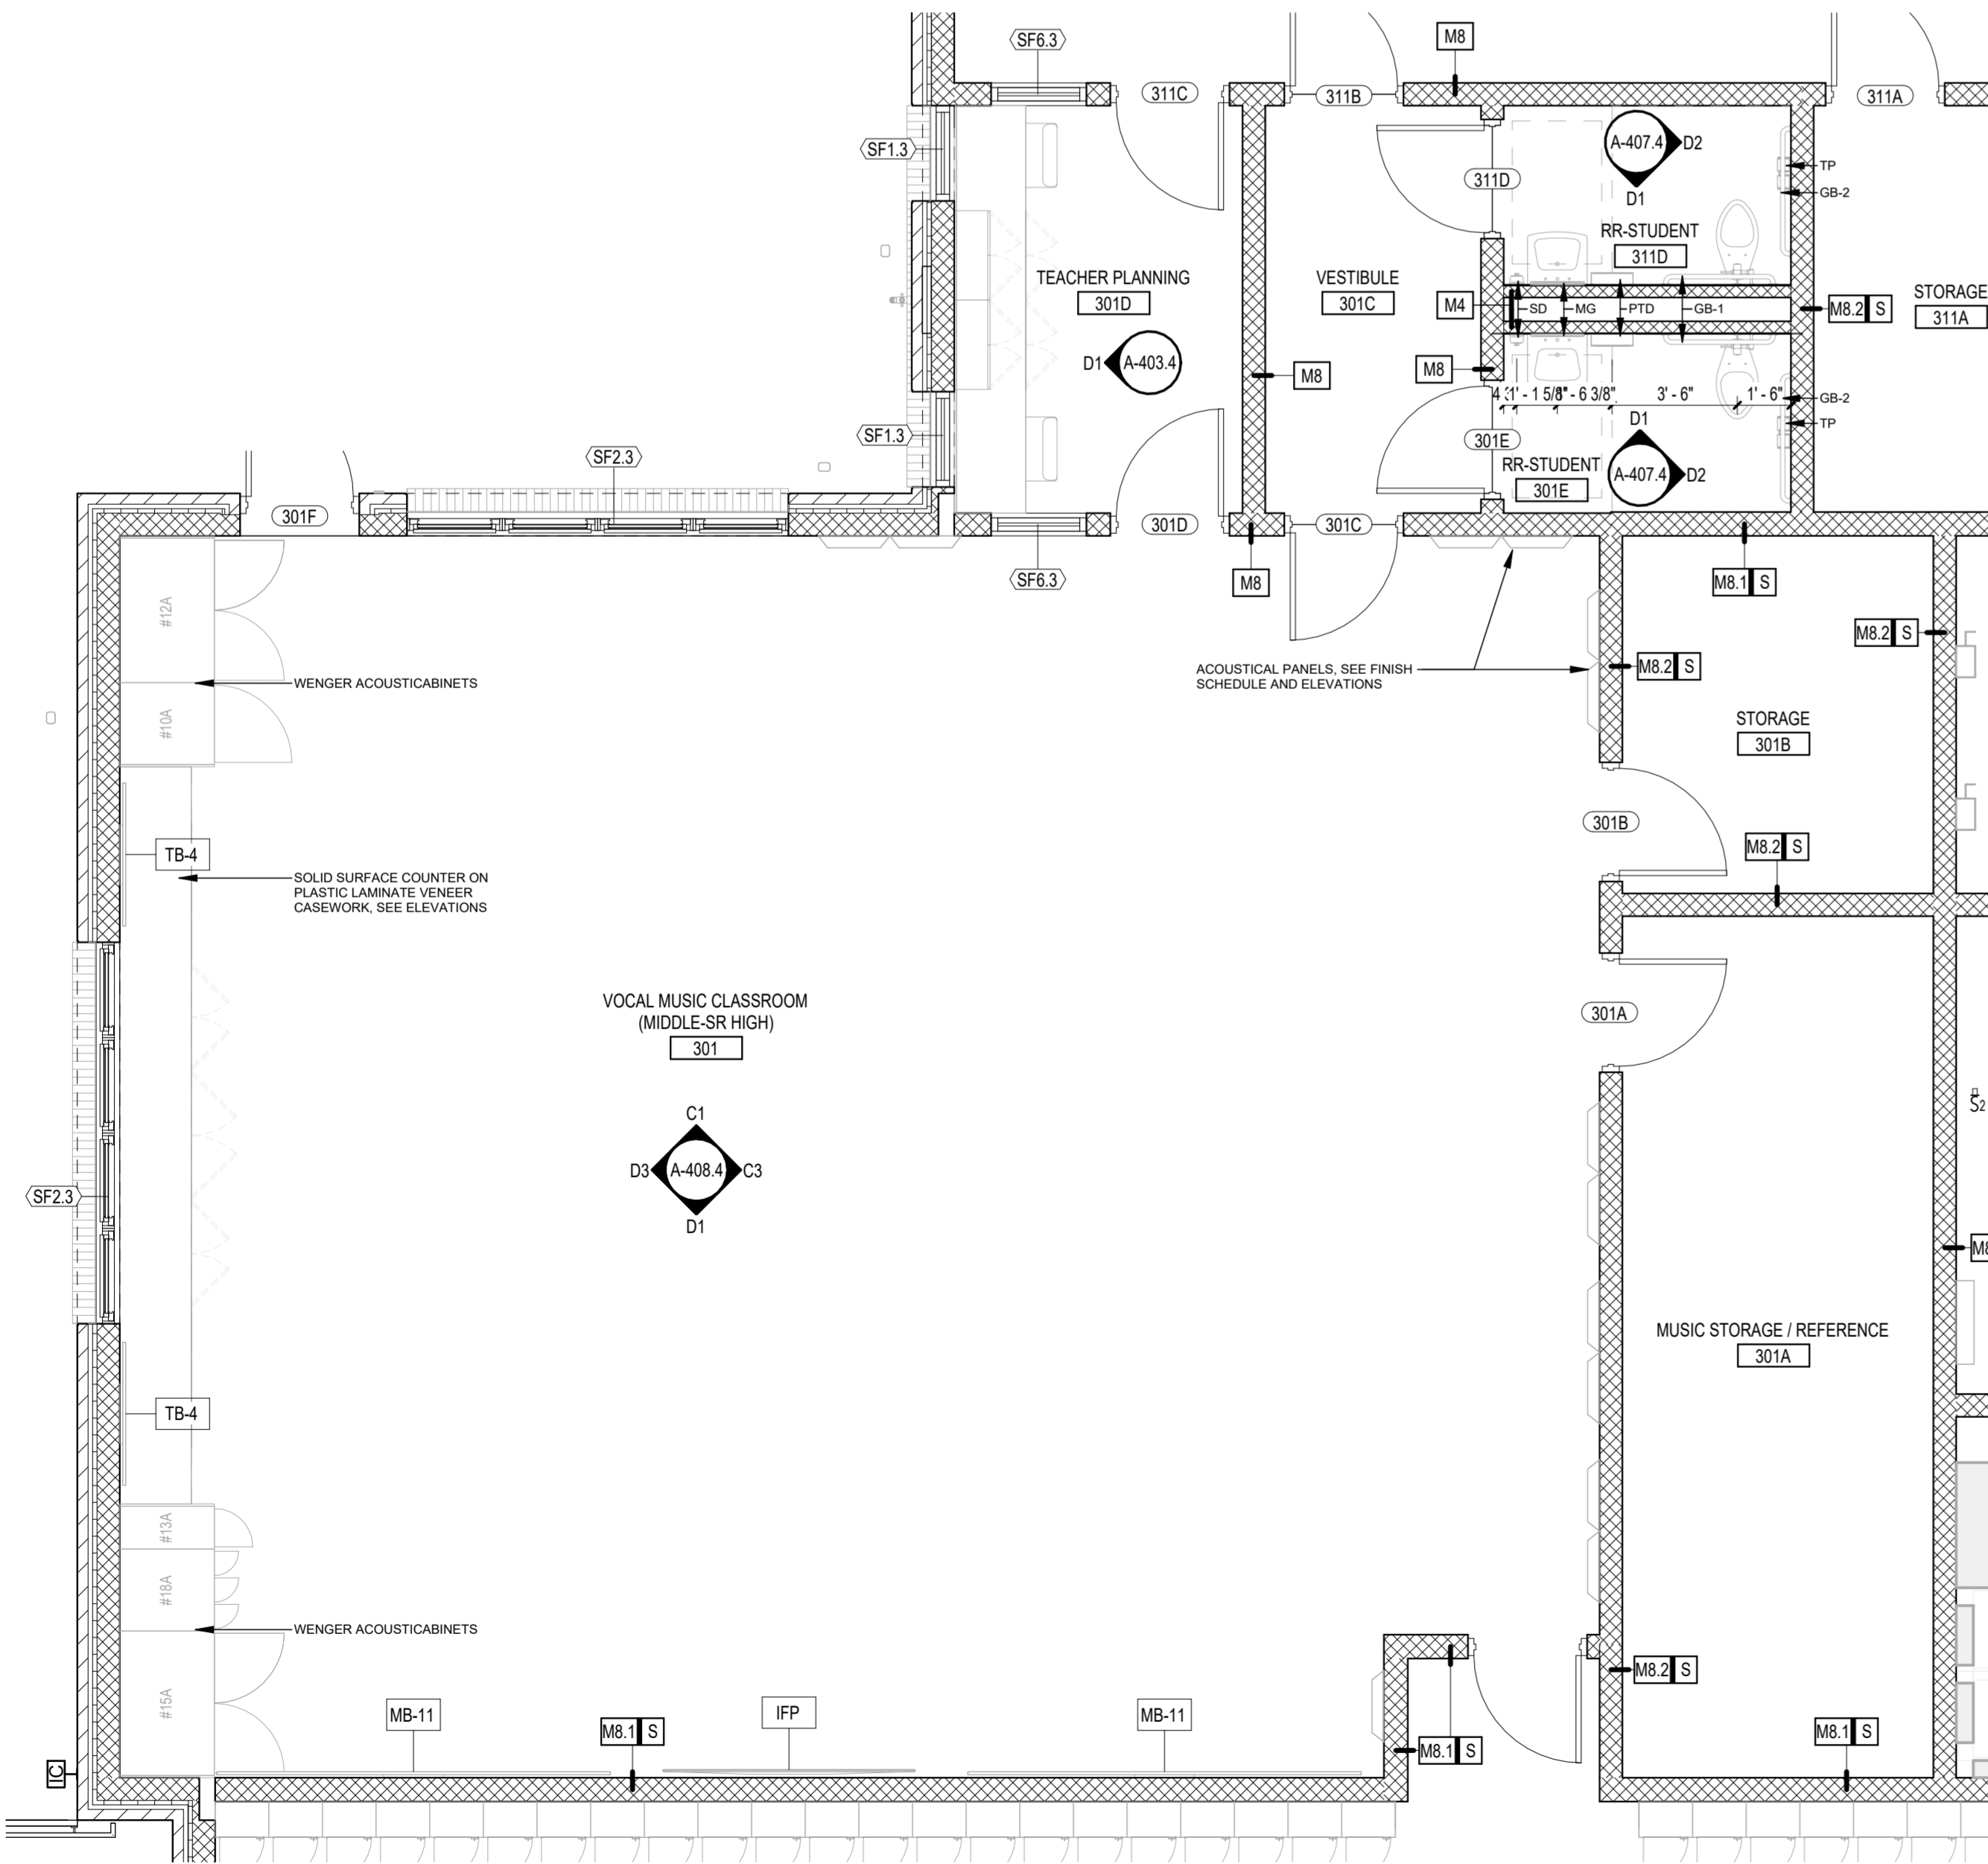 SF6.3
M8
311C
311B
311A
SF1.3
A-407.4
D2
D1
TP
GB-2
311D
RR-STUDENT
311D
TEACHER PLANNING
301D
VESTIBULE
301C
M4
SD
MG
PTD
GB-1
M8.2 S
STORAGE
311A
D1
A-403.4
M8
M8
3' - 6"
1' - 6"
GB-2
TP
D1
SF1.3
301E
A-407.4
D2
RR-STUDENT
301E
SF2.3
301F
301D
301C
SF6.3
M8
M8.1 S
#12A
M8.2 S
WENGER ACOUSTICABINETS
ACOUSTICAL PANELS, SEE FINISH
SCHEDULE AND ELEVATIONS
M8.2 S
#10A
STORAGE
301B
301B
TB-4
M8.2 S
SOLID SURFACE COUNTER ON
PLASTIC LAMINATE VENEER
CASEWORK, SEE ELEVATIONS
VOCAL MUSIC CLASSROOM
(MIDDLE-SR HIGH)
301
301A
C1
D3
A-408.4
C3
D1
SF2.3
S2
MUSIC STORAGE / REFERENCE
301A
TB-4
#13A
#18A
WENGER ACOUSTICABINETS
#15A
M8.2 S
MB-11
M8.1 S
IFP
MB-11
M8.1 S
M8.1 S
IC